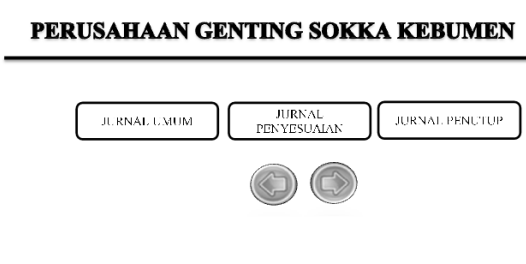 PERUSAHAAN GENTING SOKKA KEBUMEN
JURNAL UMUM
JURNAL
PENYESUAIAN
JURNAL PENUTUP